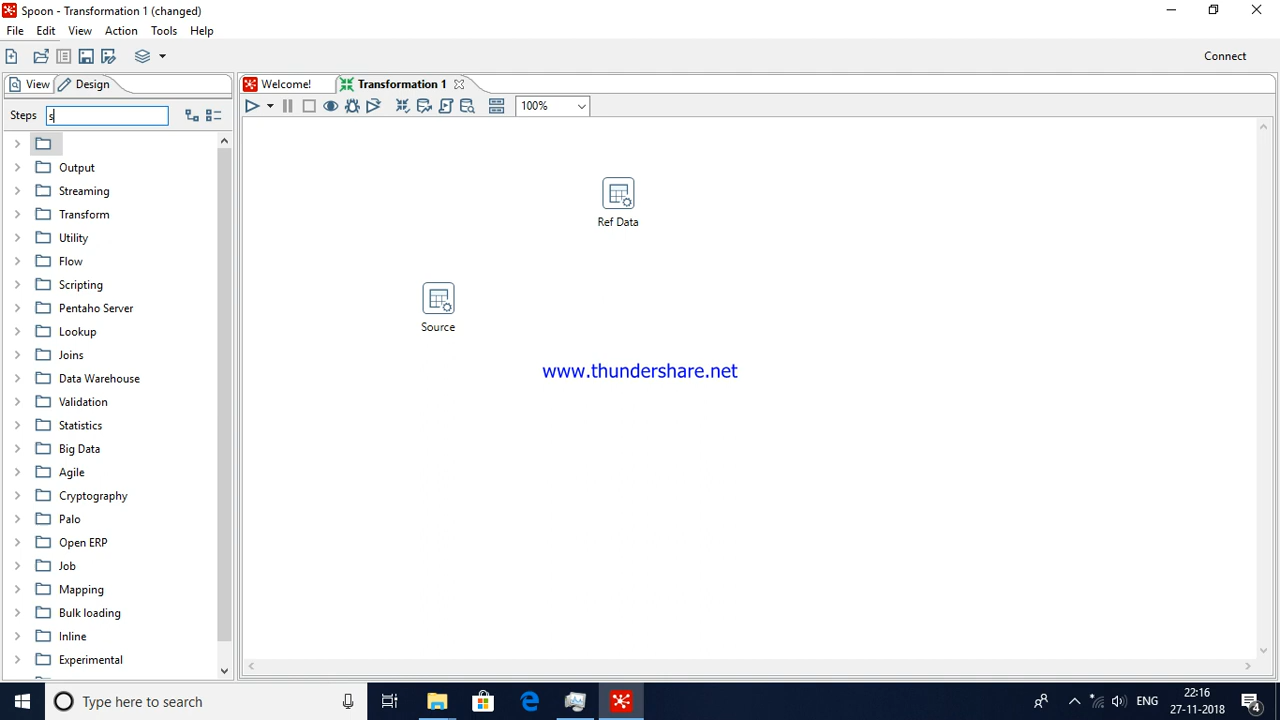 Spoon - Transformation 1 (changed)
File Edit View Action Tools Help
Connect
View Design
Welcome! Transformation 1
Steps s
100%
Output
Streaming
Transform
Utility
Flow
Scripting
Pentaho Server
Lookup
Joins
Data Warehouse
Validation
Statistics
Big Data
Agile
Cryptography
Palo
Open ERP
Job
Mapping
Bulk loading
Inline
Experimental
Ref Data
Source
www.thundershare.net
Type here to search
ENG
22:16
27-11-2018
4